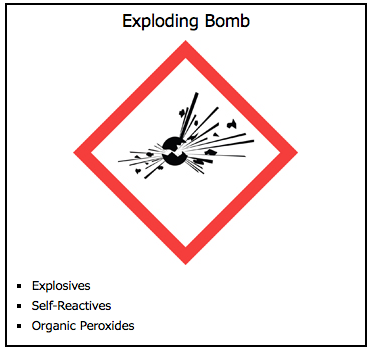 Exploding Bomb
Explosives
Self-Reactives
Organic Peroxides